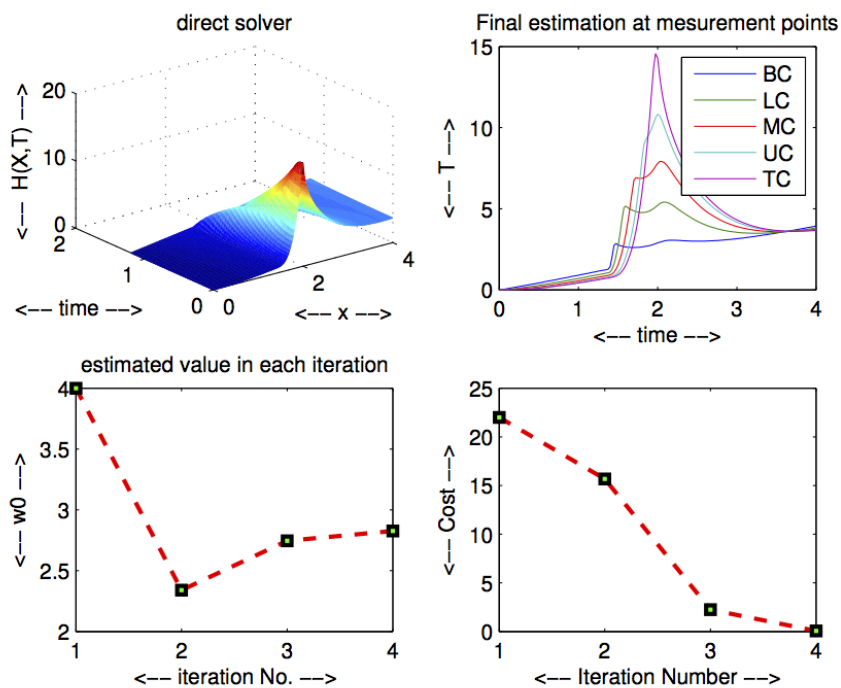 direct solver
<–– H(X,T) ––>
20
10
0
2
1
0
0
2
4
<–– time ––>
<–– x ––>
Final estimation at mesurement points
<–– T ––>
15
10
5
0
0
1
2
3
4
BC
LC
MC
UC
TC
<–– time ––>
estimated value in each iteration
<–– w0 ––>
4
3.5
3
2.5
2
1
2
3
4
<–– iteration No. ––>
<–– Cost ––>
25
20
15
10
5
0
1
2
3
4
<–– Iteration Number ––>